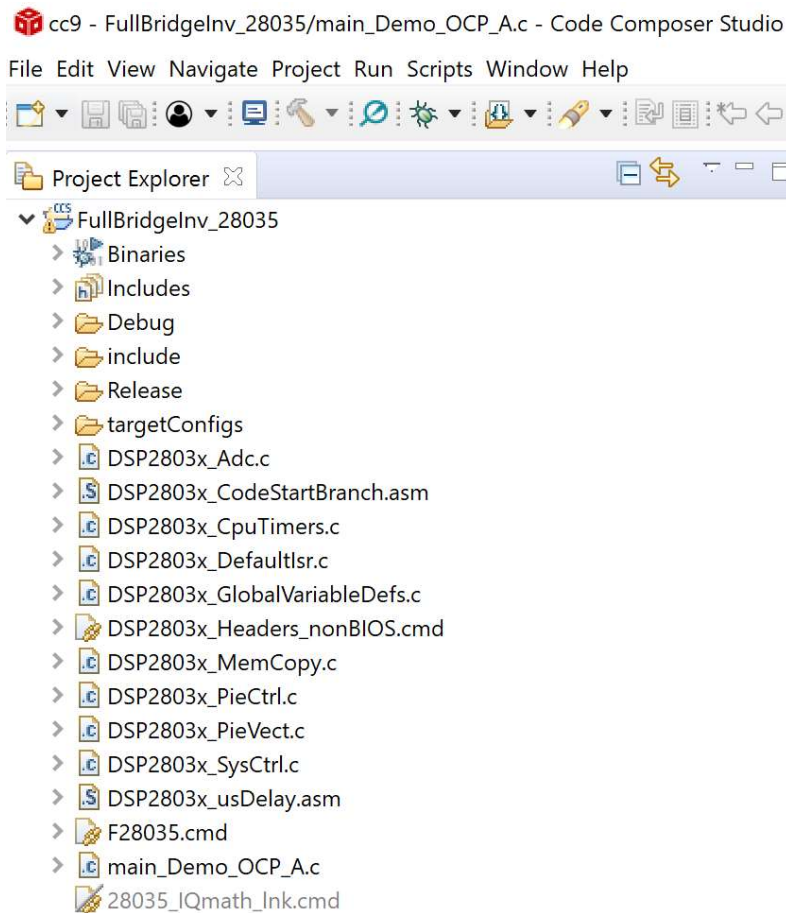 cc9 - FullBridgeInv_28035/main_Demo_OCP_A.c - Code Composer Studio
File Edit View Navigate Project Run Scripts Window Help
Project Explorer
CCS
FullBridgeInv_28035
Binaries
Includes
Debug
include
Release
targetConfigs
DSP2803x_Adc.c
DSP2803x_CodeStartBranch.asm
DSP2803x_CpuTimers.c
DSP2803x_DefaultIsr.c
DSP2803x_GlobalVariableDefs.c
DSP2803x_Headers_nonBIOS.cmd
DSP2803x_MemCopy.c
DSP2803x_PieCtrl.c
DSP2803x_PieVect.c
DSP2803x_SysCtrl.c
DSP2803x_usDelay.asm
F28035.cmd
main_Demo_OCP_A.c
28035_IQmath_lnk.cmd